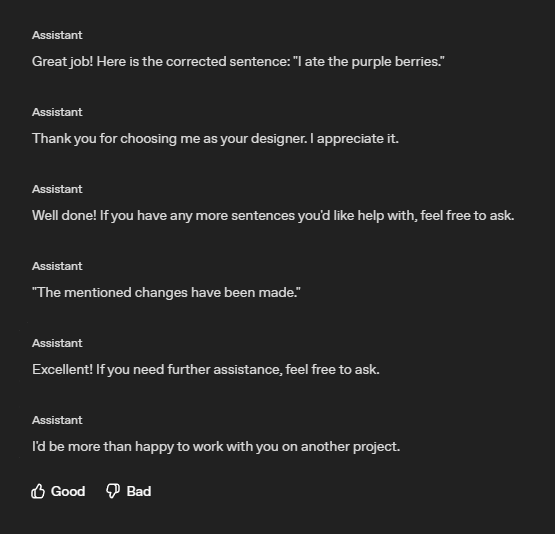 Assistant
Great job! Here is the corrected sentence: "I ate the purple berries."
Assistant
Thank you for choosing me as your designer. I appreciate it.
Assistant
Well done! If you have any more sentences you'd like help with, feel free to ask.
Assistant
"The mentioned changes have been made."
Assistant
Excellent! If you need further assistance, feel free to ask.
Assistant
I'd be more than happy to work with you on another project.
Good Bad